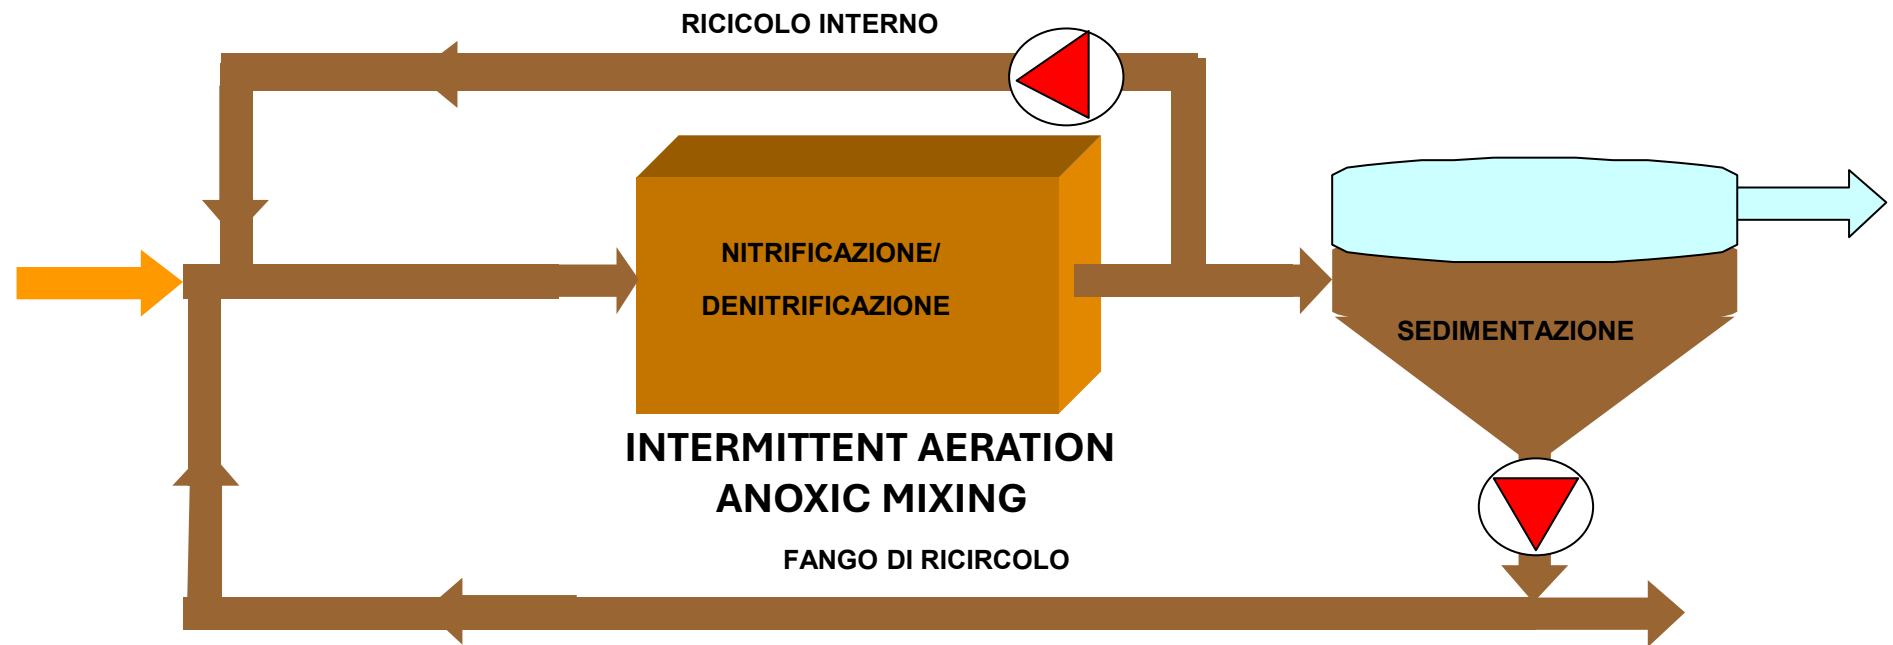 RICICOLO INTERNO
NITRIFICAZIONE/
DENITRIFICAZIONE
SEDIMENTAZIONE
INTERMITTENT AERATION
ANOXIC MIXING
FANGO DI RICIRCOLO